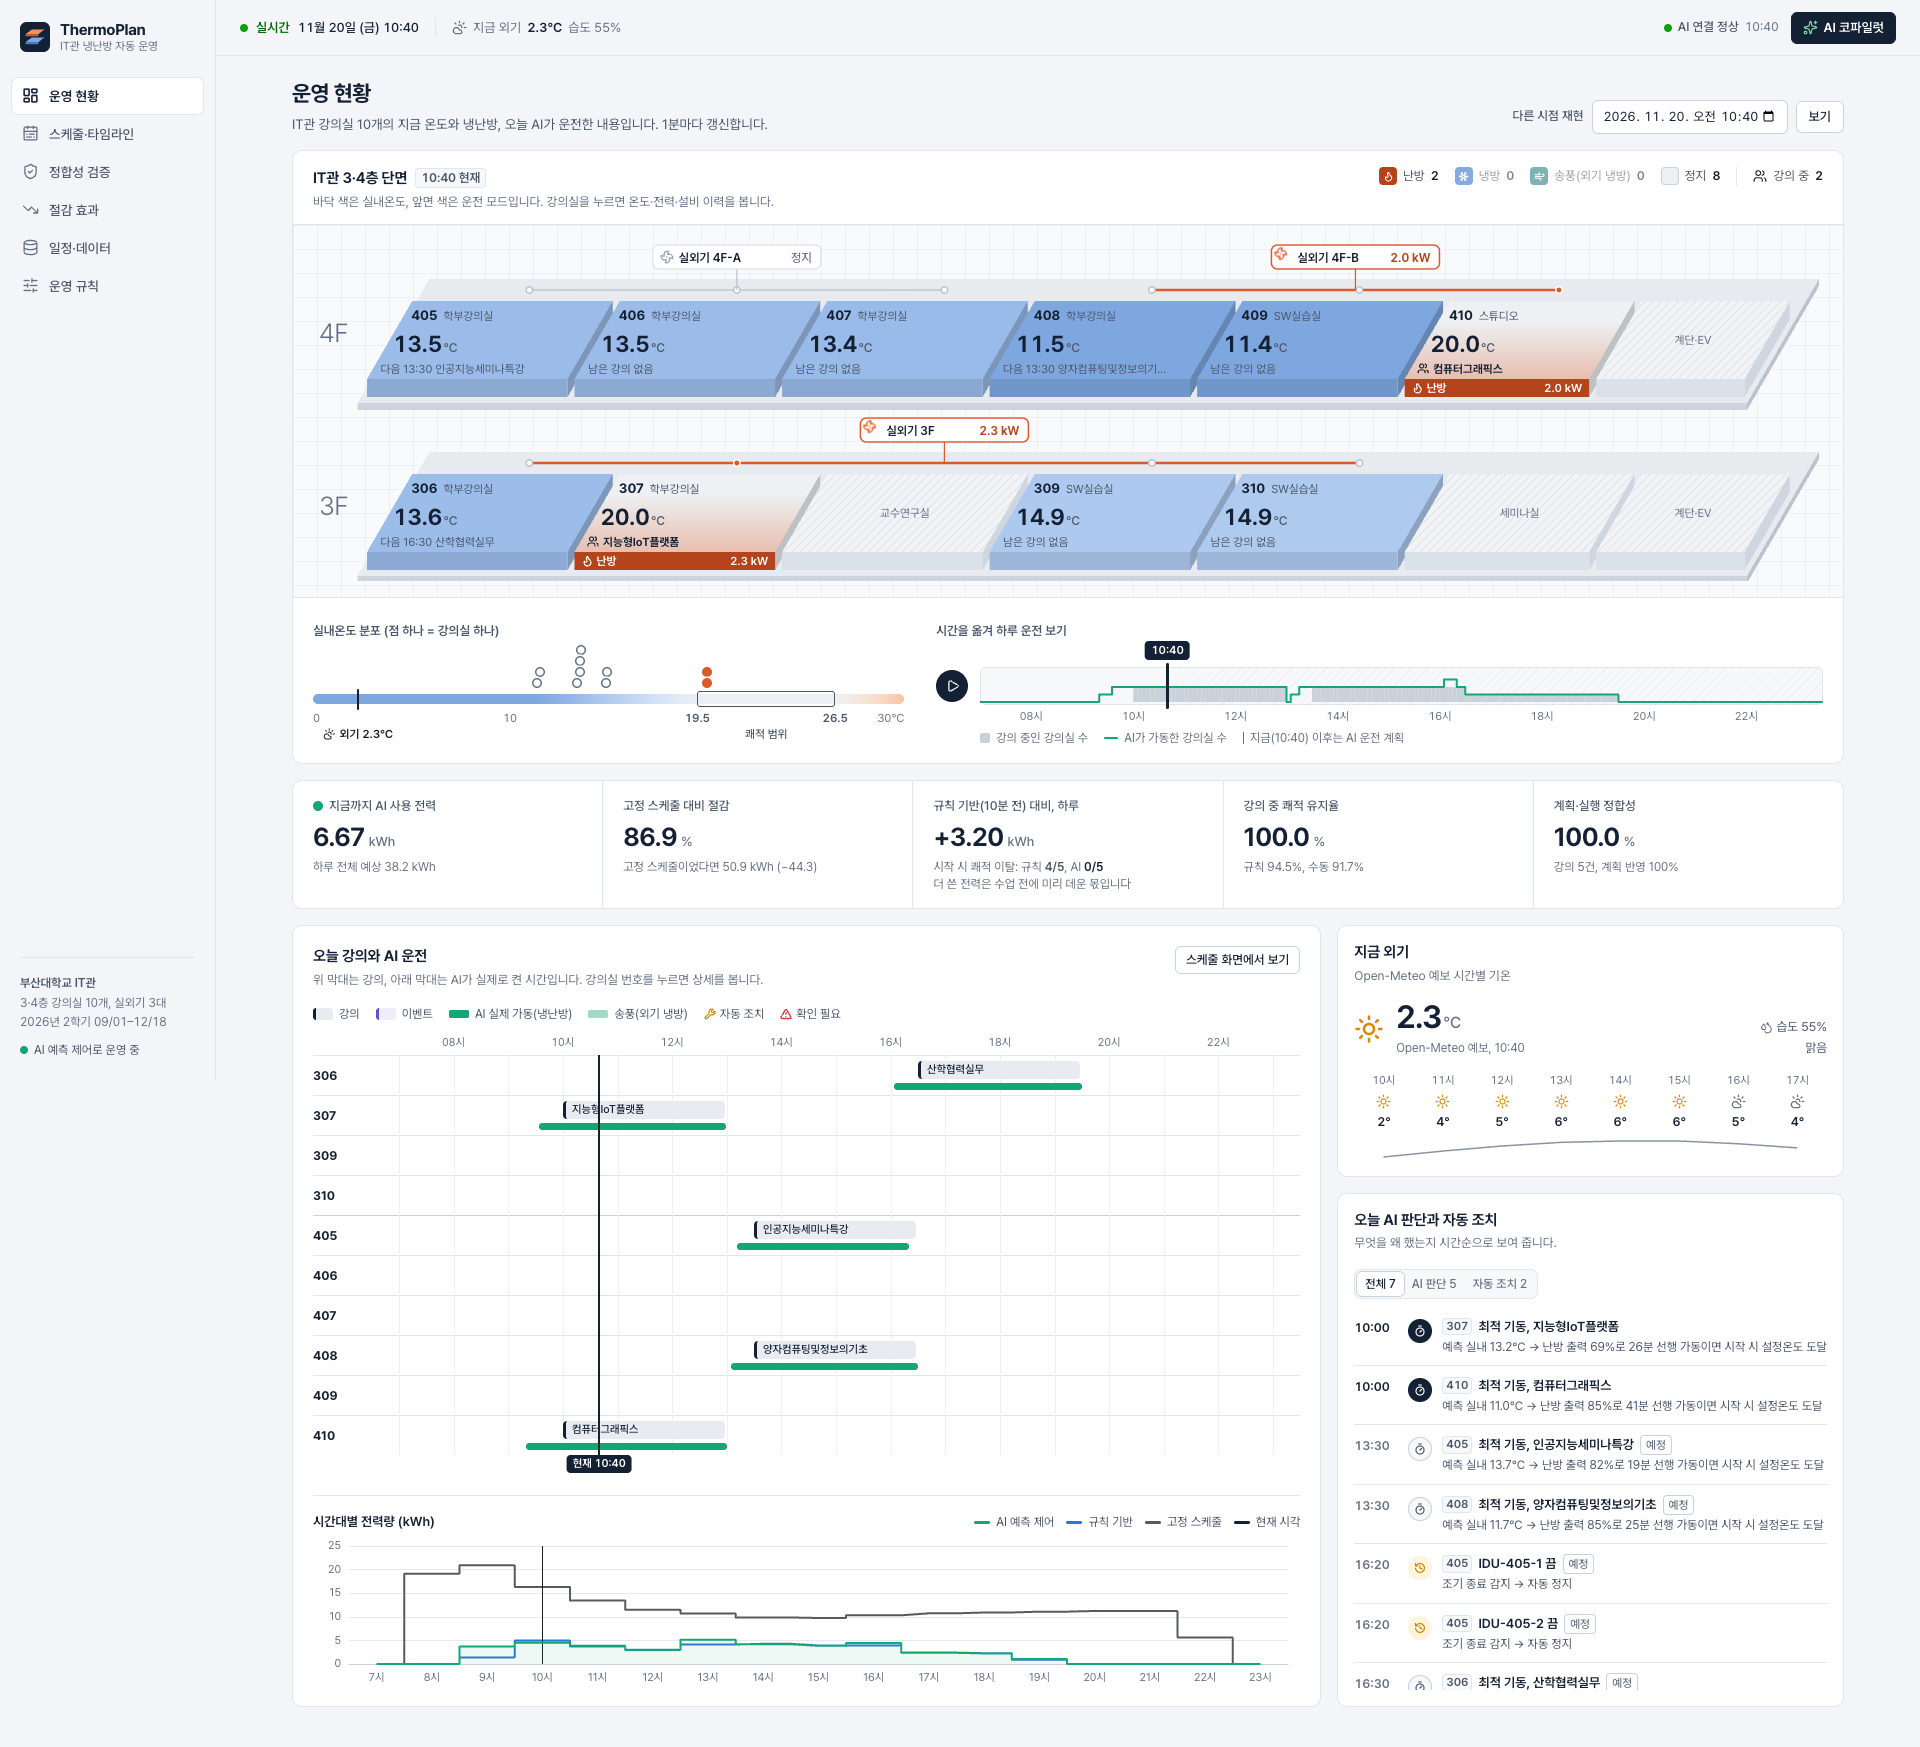 ThermoPlan
IT관 냉난방 자동 운영
운영 현황
스케줄·타임라인
정합성 검증
절감 효과
일정·데이터
운영 규칙
부산대학교 IT관
3·4층 강의실 10개, 실외기 3대
2026년 2학기 09/01–12/18
AI 예측 제어로 운영 중
실시간 11월 20일 (금) 10:40 지금 외기 2.3°C 습도 55%
AI 연결 정상 10:40 AI 코파일럿
운영 현황
IT관 강의실 10개의 지금 온도와 냉난방, 오늘 AI가 운전한 내용입니다. 1분마다 갱신합니다.
다른 시점 재현 2026. 11. 20. 오전 10:40 보기
IT관 3·4층 단면 10:40 현재
바닥 색은 실내온도, 앞면 색은 운전 모드입니다. 강의실을 누르면 온도·전력·설비 이력을 봅니다.
난방 2 냉방 0 송풍(외기 냉방) 0 정지 8 강의 중 2
실외기 4F-A 정지
실외기 4F-B 2.0 kW
4F
405 학부강의실
13.5°C
다음 13:30 인공지능세미나특강
406 학부강의실
13.5°C
남은 강의 없음
407 학부강의실
13.4°C
남은 강의 없음
408 학부강의실
11.5°C
다음 13:30 양자컴퓨팅및정보의기...
409 SW실습실
11.4°C
남은 강의 없음
410 스튜디오
20.0°C
컴퓨터그래픽스
난방 2.0 kW
계단·EV
실외기 3F 2.3 kW
3F
306 학부강의실
13.6°C
다음 16:30 산학협력실무
307 학부강의실
20.0°C
지능형IoT플랫폼
난방 2.3 kW
교수연구실
309 SW실습실
14.9°C
남은 강의 없음
310 SW실습실
14.9°C
남은 강의 없음
세미나실
계단·EV
실내온도 분포 (점 하나 = 강의실 하나)
0 10 19.5 26.5 30°C
외기 2.3°C 쾌적 범위
시간을 옮겨 하루 운전 보기
10:40
08시 10시 12시 14시 16시 18시 20시 22시
강의 중인 강의실 수 AI가 가동한 강의실 수 지금(10:40) 이후는 AI 운전 계획
지금까지 AI 사용 전력
6.67 kWh
하루 전체 예상 38.2 kWh
고정 스케줄 대비 절감
86.9 %
고정 스케줄이었다면 50.9 kWh (−44.3)
규칙 기반(10분 전) 대비, 하루
+3.20 kWh
시작 시 쾌적 이탈: 규칙 4/5, AI 0/5
더 쓴 전력은 수업 전에 미리 데운 몫입니다
강의 중 쾌적 유지율
100.0 %
규칙 94.5%, 수동 91.7%
계획·실행 정합성
100.0 %
강의 5건, 계획 반영 100%
오늘 강의와 AI 운전
위 막대는 강의, 아래 막대는 AI가 실제로 켠 시간입니다. 강의실 번호를 누르면 상세를 봅니다.
스케줄 화면에서 보기
강의 이벤트 AI 실제 가동(냉난방) 송풍(외기 냉방) 자동 조치 확인 필요
08시 10시 12시 14시 16시 18시 20시 22시
306 산학협력실무
307 지능형IoT플랫폼
309
310
405 인공지능세미나특강
406
407
408 양자컴퓨팅및정보의기초
409
410 컴퓨터그래픽스
현재 10:40
시간대별 전력량 (kWh)
AI 예측 제어 규칙 기반 고정 스케줄 현재 시각
25
20
15
10
5
0
7시 8시 9시 10시 11시 12시 13시 14시 15시 16시 17시 18시 19시 20시 21시 22시 23시
지금 외기
Open-Meteo 예보 시간별 기온
2.3°C
Open-Meteo 예보, 10:40
습도 55%
맑음
10시 11시 12시 13시 14시 15시 16시 17시
2° 4° 5° 6° 6° 6° 5° 4°
오늘 AI 판단과 자동 조치
무엇을 왜 했는지 시간순으로 보여 줍니다.
전체 7 AI 판단 5 자동 조치 2
10:00 307 최적 기동, 지능형IoT플랫폼
예측 실내 13.2°C → 난방 출력 69%로 26분 선행 가동이면 시작 시 설정온도 도달
10:00 410 최적 기동, 컴퓨터그래픽스
예측 실내 11.0°C → 난방 출력 85%로 41분 선행 가동이면 시작 시 설정온도 도달
13:30 405 최적 기동, 인공지능세미나특강 예정
예측 실내 13.7°C → 난방 출력 82%로 19분 선행 가동이면 시작 시 설정온도 도달
13:30 408 최적 기동, 양자컴퓨팅및정보의기초 예정
예측 실내 11.7°C → 난방 출력 85%로 25분 선행 가동이면 시작 시 설정온도 도달
16:20 405 IDU-405-1 끔 예정
조기 종료 감지 → 자동 정지
16:20 405 IDU-405-2 끔 예정
조기 종료 감지 → 자동 정지
16:30 306 최적 기동, 산학협력실무 예정